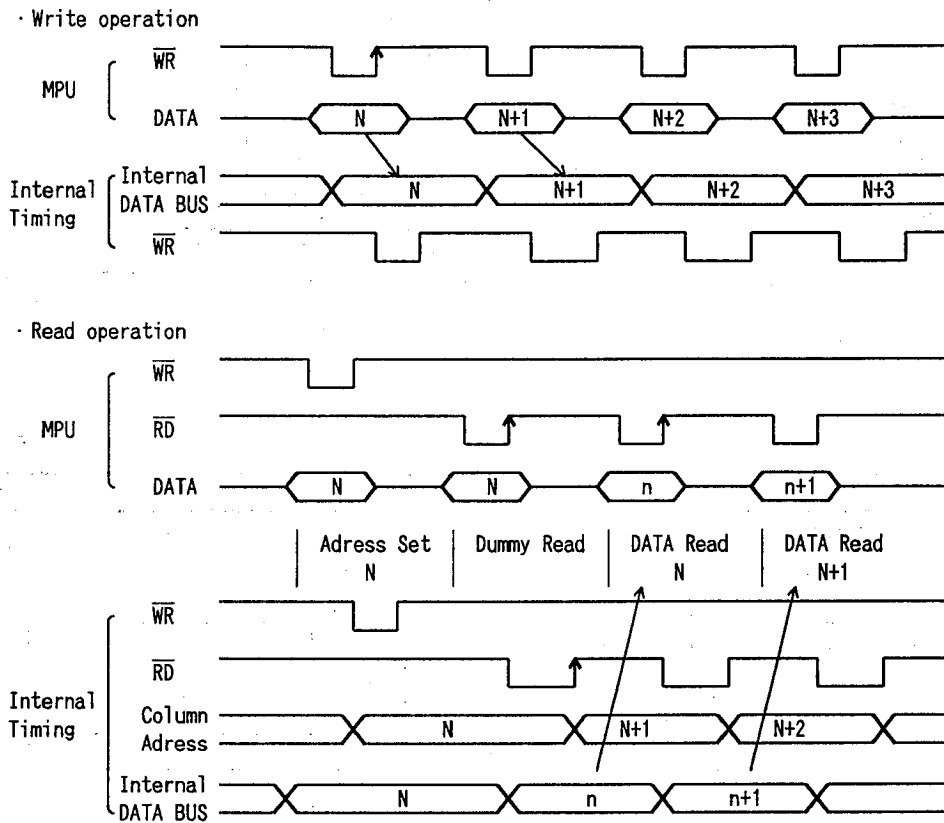 · Write operation
WR
MPU
DATA N N+1 N+2 N+3
Internal Timing
Internal DATA BUS N N+1 N+2 N+3
WR
· Read operation
WR
MPU
RD
DATA N N n n+1
Adress Set Dummy Read DATA Read DATA Read
N N N+1
WR
RD
Internal Timing
Column Adress N N+1 N+2
Internal DATA BUS N n n+1